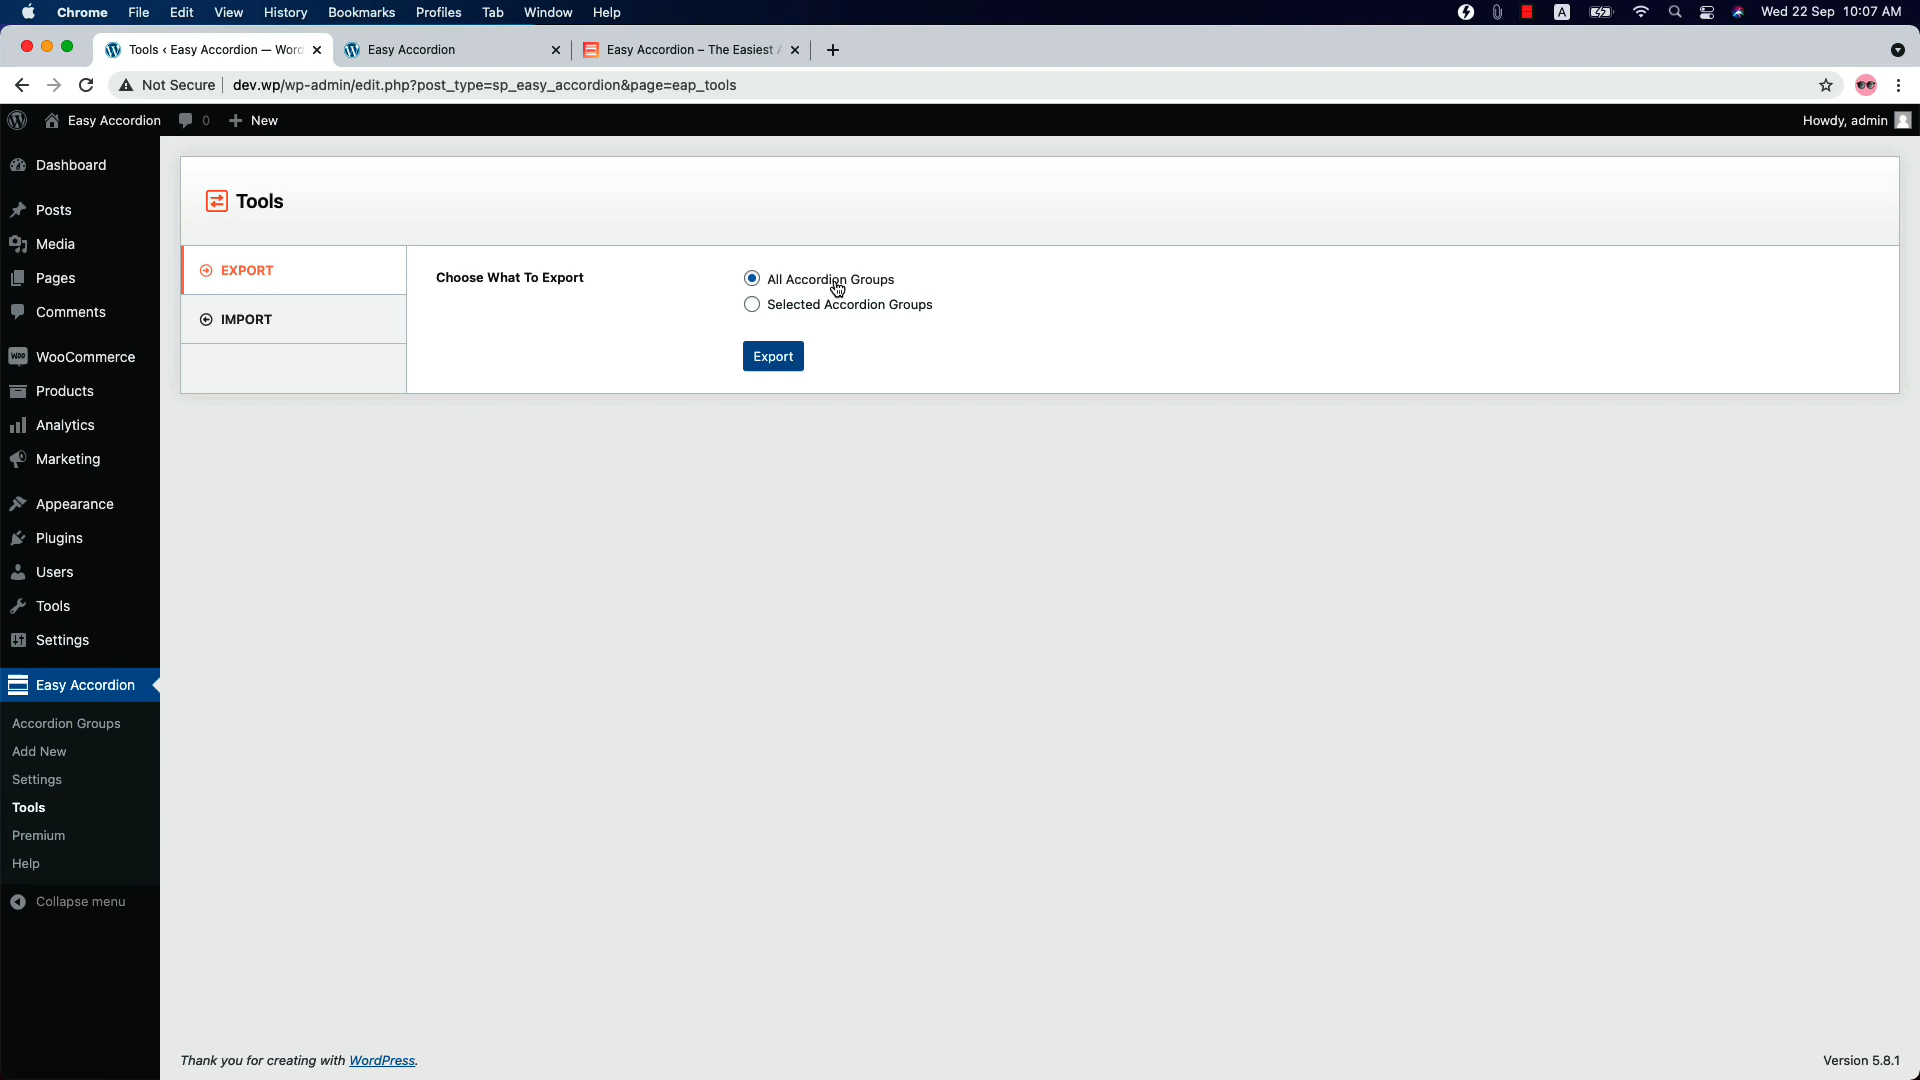 Chrome File Edit View History Bookmarks Profiles Tab Window Help A Wed 22 Sep 10:07 AM
Tools ‹ Easy Accordion — Word Easy Accordion Easy Accordion – The Easiest A
Not Secure dev.wp/wp-admin/edit.php?post_type=sp_easy_accordion&page=eap_tools
Easy Accordion 0 New Howdy, admin
Dashboard
Posts
Media
Pages
Comments
WooCommerce
Products
Analytics
Marketing
Appearance
Plugins
Users
Tools
Settings
Easy Accordion
Accordion Groups
Add New
Settings
Tools
Premium
Help
Collapse menu
Tools
EXPORT
IMPORT
Choose What To Export
All Accordion Groups
Selected Accordion Groups
Export
Thank you for creating with WordPress.
Version 5.8.1